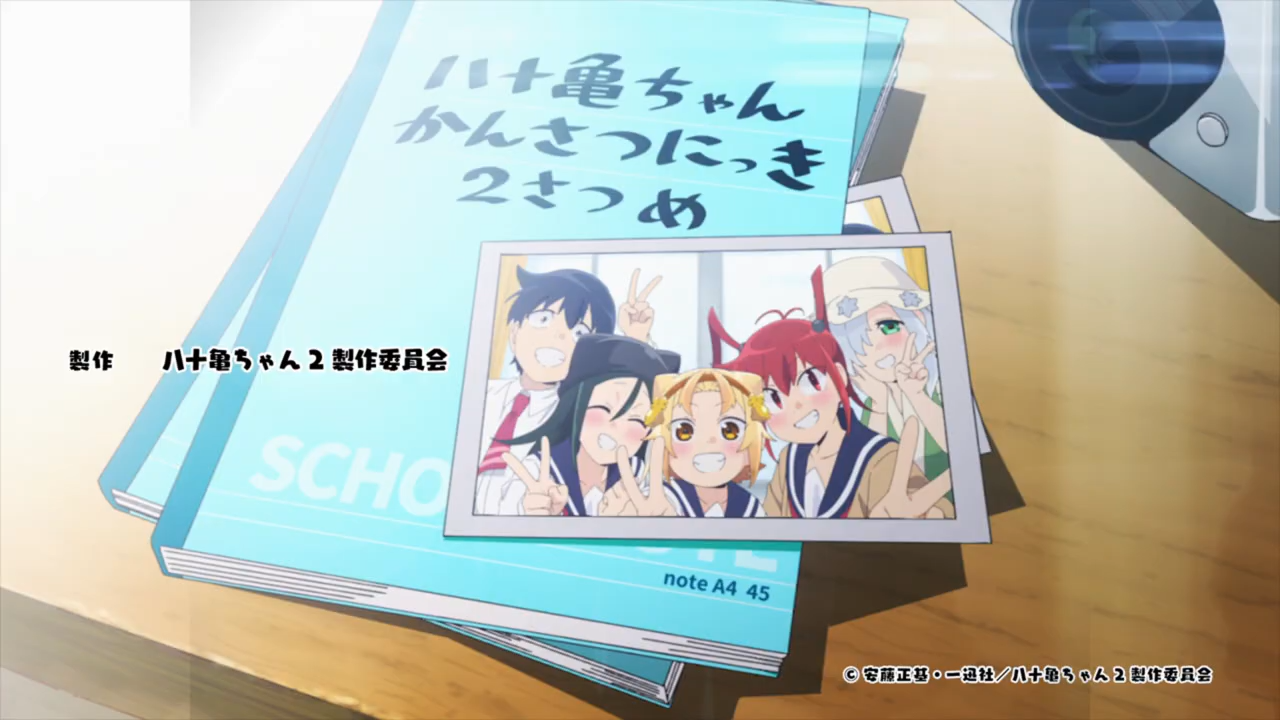 八十亀ちゃん
かんさつにっき
2さつめ
製作 八十亀ちゃん2製作委員会
SCHO
note A4 45
© 安藤正基・一迅社／八十亀ちゃん2製作委員会